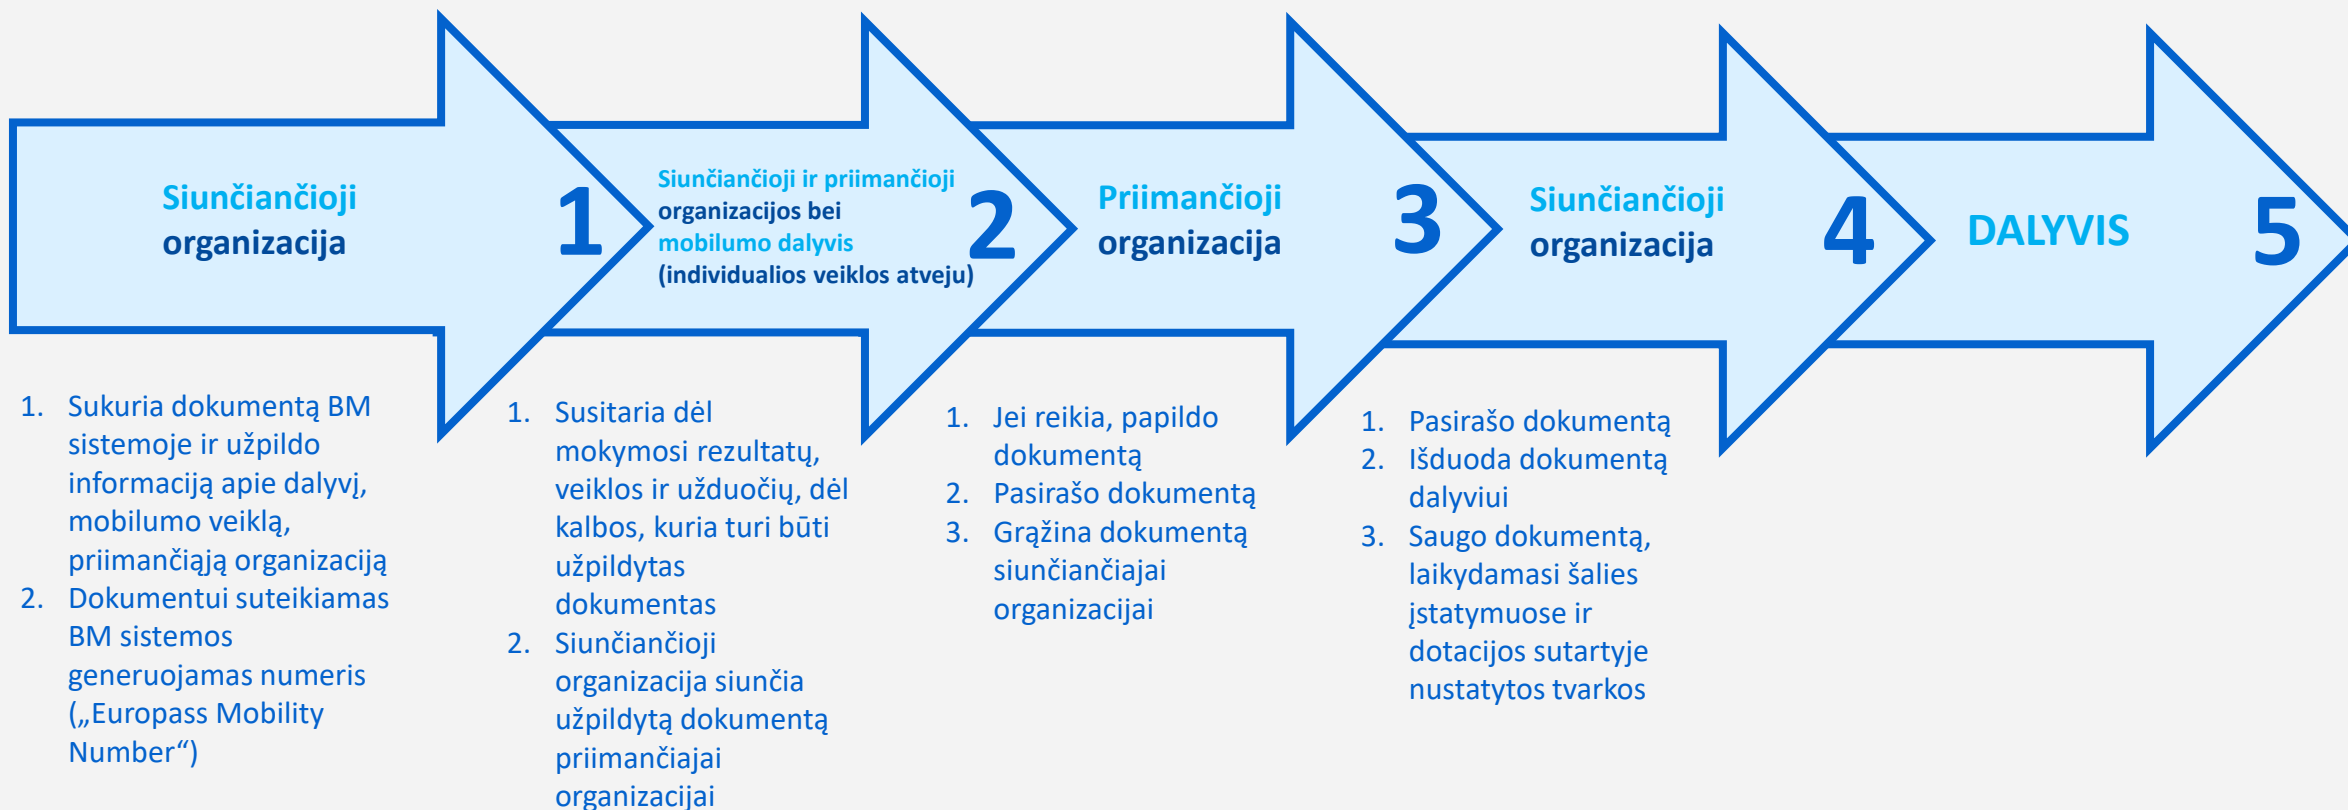 Siunčiančioji
organizacija
1
1. Sukuria dokumentą BM
sistemoje ir užpildo
informaciją apie dalyvį,
mobilumo veiklą,
priimančiąją organizaciją
2. Dokumentui suteikiamas
BM sistemos
generuojamas numeris
(„Europass Mobility
Number“)
Siunčiančioji ir priimančioji
organizacijos bei
mobilumo dalyvis
(individualios veiklos atveju)
2
1. Susitaria dėl
mokymosi rezultatų,
veiklos ir užduočių, dėl
kalbos, kuria turi būti
užpildytas
dokumentas
2. Siunčiančioji
organizacija siunčia
užpildytą dokumentą
priimančiajai
organizacijai
Priimančioji
organizacija
3
1. Jei reikia, papildo
dokumentą
2. Pasirašo dokumentą
3. Grąžina dokumentą
siunčiančiajai
organizacijai
Siunčiančioji
organizacija
4
1. Pasirašo dokumentą
2. Išduoda dokumentą
dalyviui
3. Saugo dokumentą,
laikydamasi šalies
įstatymuose ir
dotacijos sutartyje
nustatytos tvarkos
DALYVIS
5